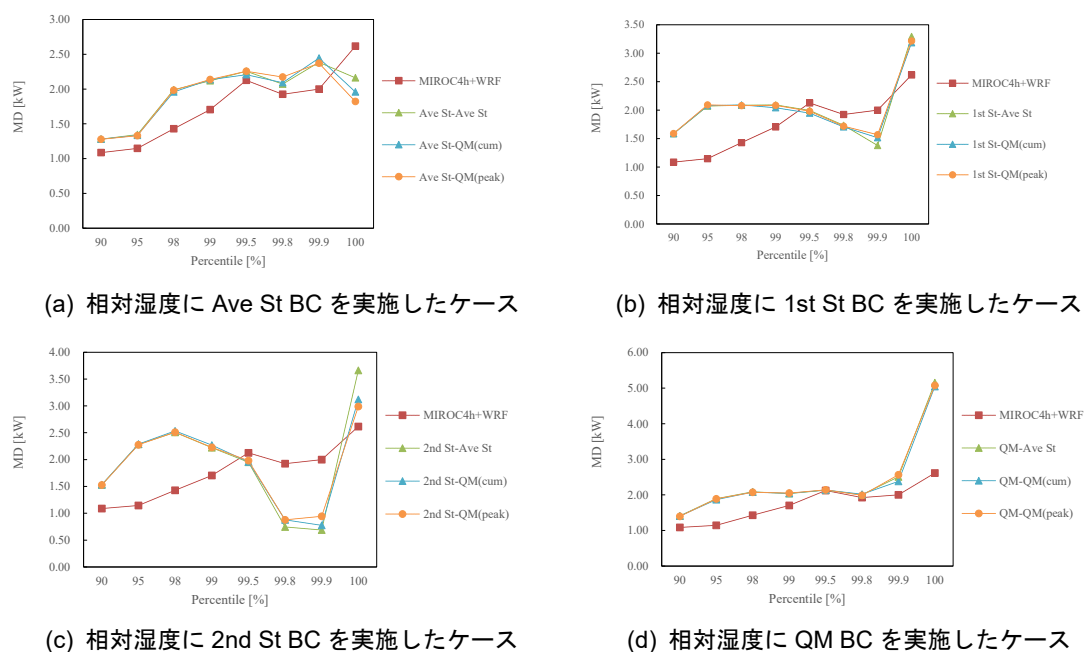 3.00
2.50
2.00
1.50
1.00
0.50
0.00
MD [kW]
90 95 98 99 99.5 99.8 99.9 100
Percentile [%]
MIROC4h+WRF
Ave St-Ave St
Ave St-QM(cum)
Ave St-QM(peak)
(a) 相対湿度に Ave St BC を実施したケース
3.50
3.00
2.50
2.00
1.50
1.00
0.50
0.00
MD [kW]
90 95 98 99 99.5 99.8 99.9 100
Percentile [%]
MIROC4h+WRF
1st St-Ave St
1st St-QM(cum)
1st St-QM(peak)
(b) 相対湿度に 1st St BC を実施したケース
4.00
3.50
3.00
2.50
2.00
1.50
1.00
0.50
0.00
MD [kW]
90 95 98 99 99.5 99.8 99.9 100
Percentile [%]
MIROC4h+WRF
2nd St-Ave St
2nd St-QM(cum)
2nd St-QM(peak)
(c) 相対湿度に 2nd St BC を実施したケース
6.00
5.00
4.00
3.00
2.00
1.00
0.00
MD [kW]
90 95 98 99 99.5 99.8 99.9 100
Percentile [%]
MIROC4h+WRF
QM-Ave St
QM-QM(cum)
QM-QM(peak)
(d) 相対湿度に QM BC を実施したケース